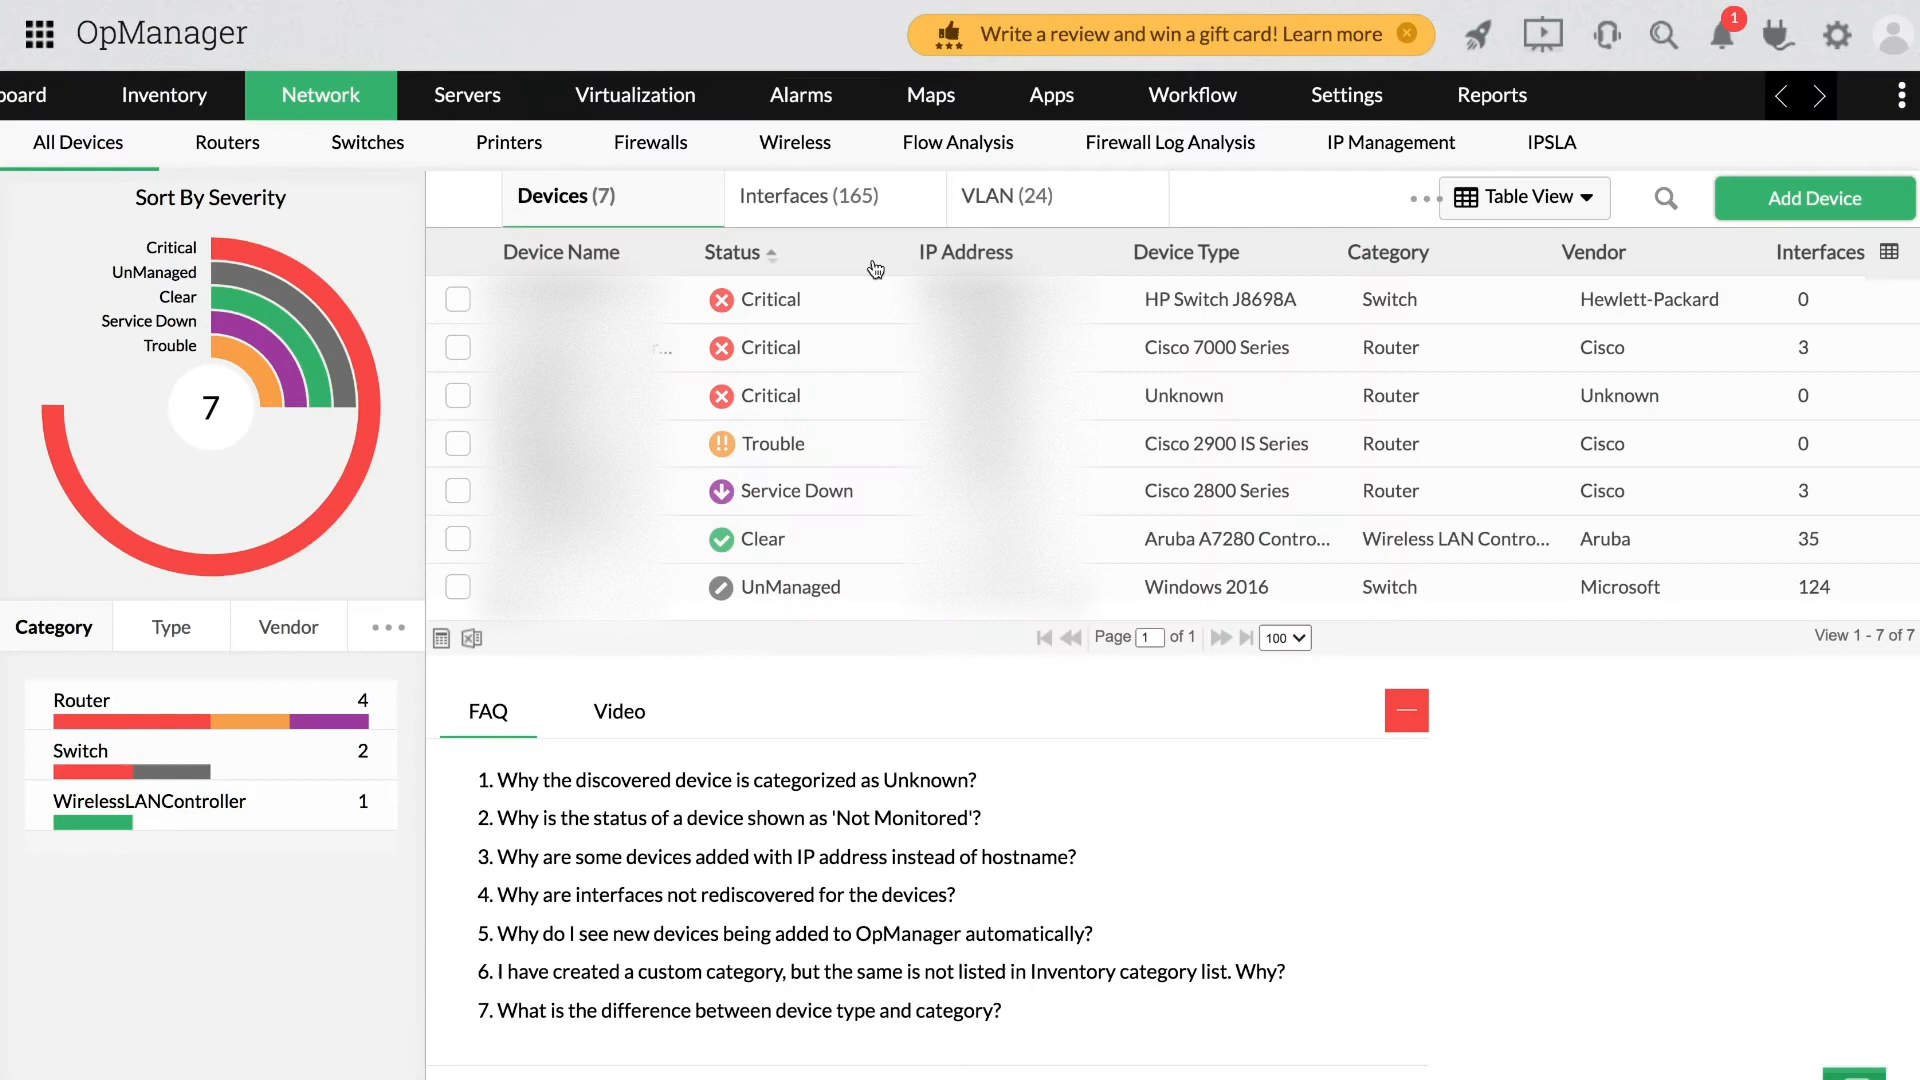 OpManager
Write a review and win a gift card! Learn more
1
board Inventory Network Servers Virtualization Alarms Maps Apps Workflow Settings Reports
All Devices Routers Switches Printers Firewalls Wireless Flow Analysis Firewall Log Analysis IP Management IPSLA
Sort By Severity
Critical
UnManaged
Clear
Service Down
Trouble
7
Category Type Vendor
Router 4
Switch 2
WirelessLANController 1
Devices (7) Interfaces (165) VLAN (24) Table View Add Device
Device Name Status IP Address Device Type Category Vendor Interfaces
Critical HP Switch J8698A Switch Hewlett-Packard 0
r... Critical Cisco 7000 Series Router Cisco 3
Critical Unknown Router Unknown 0
Trouble Cisco 2900 IS Series Router Cisco 0
Service Down Cisco 2800 Series Router Cisco 3
Clear Aruba A7280 Contro... Wireless LAN Contro... Aruba 35
UnManaged Windows 2016 Switch Microsoft 124
Page 1 of 1 100 View 1 - 7 of 7
FAQ Video
1. Why the discovered device is categorized as Unknown?
2. Why is the status of a device shown as 'Not Monitored'?
3. Why are some devices added with IP address instead of hostname?
4. Why are interfaces not rediscovered for the devices?
5. Why do I see new devices being added to OpManager automatically?
6. I have created a custom category, but the same is not listed in Inventory category list. Why?
7. What is the difference between device type and category?